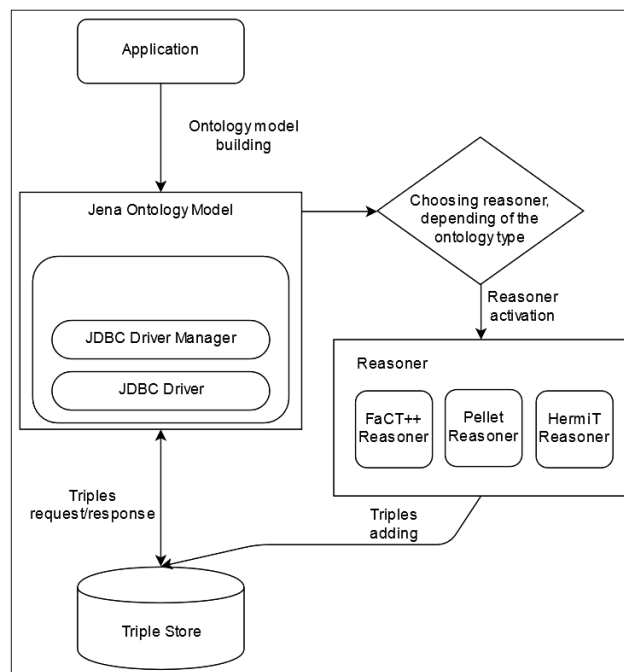 Application
Ontology model
building
Jena Ontology Model
Choosing reasoner,
depending of the
ontology type
JDBC Driver Manager
JDBC Driver
Reasoner
activation
Reasoner
FaCT++
Reasoner
Pellet
Reasoner
HermiT
Reasoner
Triples
request/response
Triples
adding
Triple Store